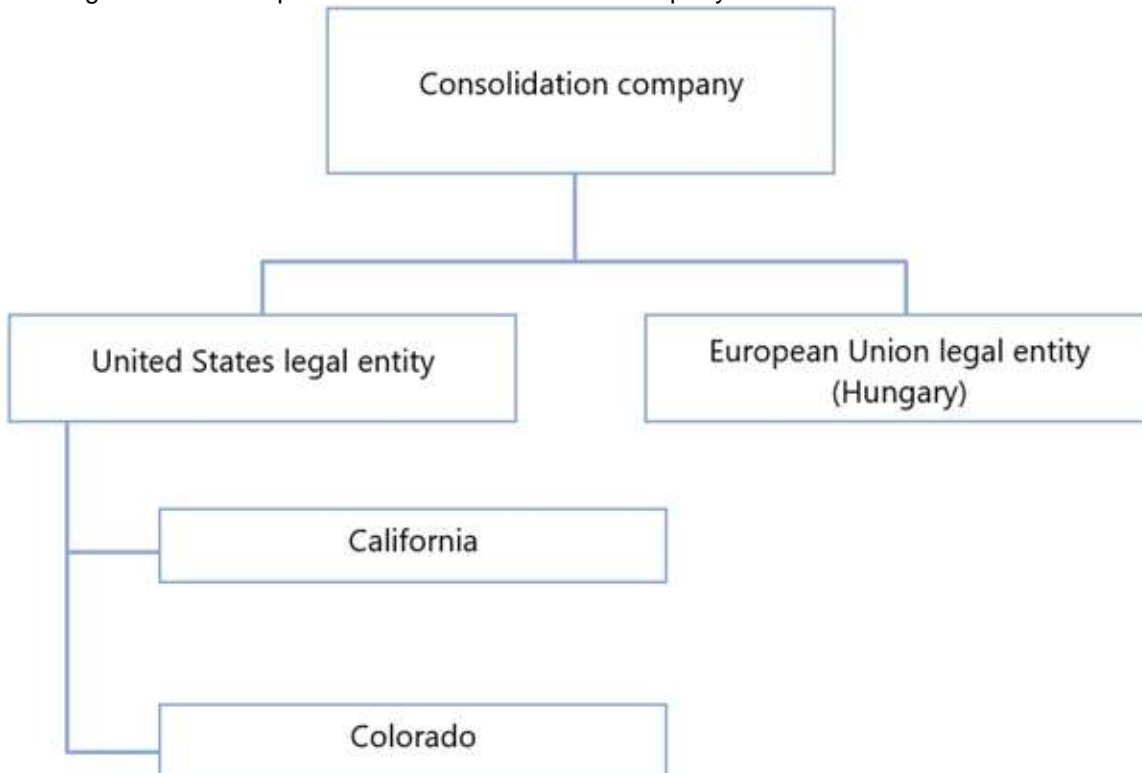 Consolidation company
United States legal entity
European Union legal entity
(Hungary)
California
Colorado